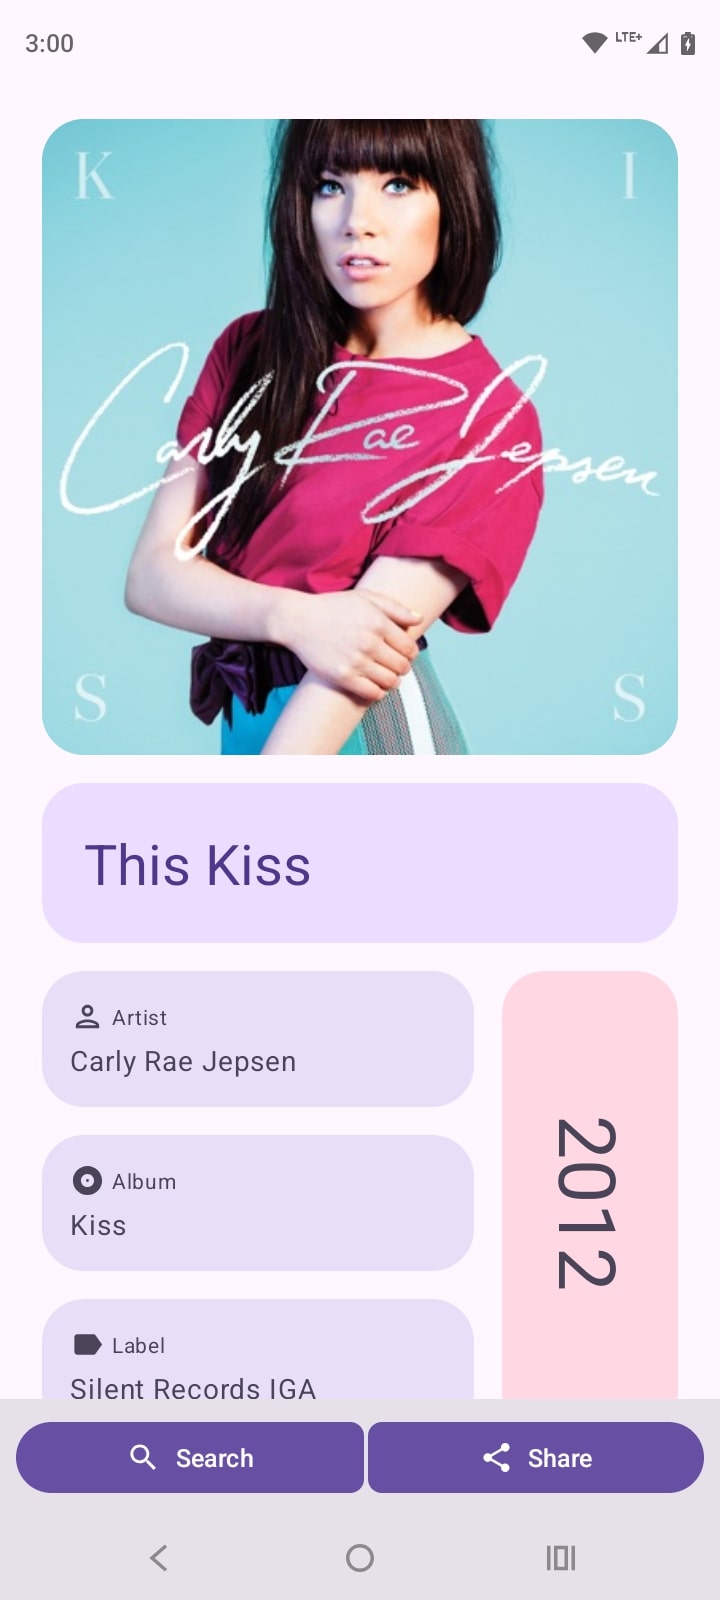 3:00
LTE+
K I
Carly Rae Jepsen
S S
This Kiss
Artist
Carly Rae Jepsen
2012
Album
Kiss
Label
Silent Records IGA
Search
Share